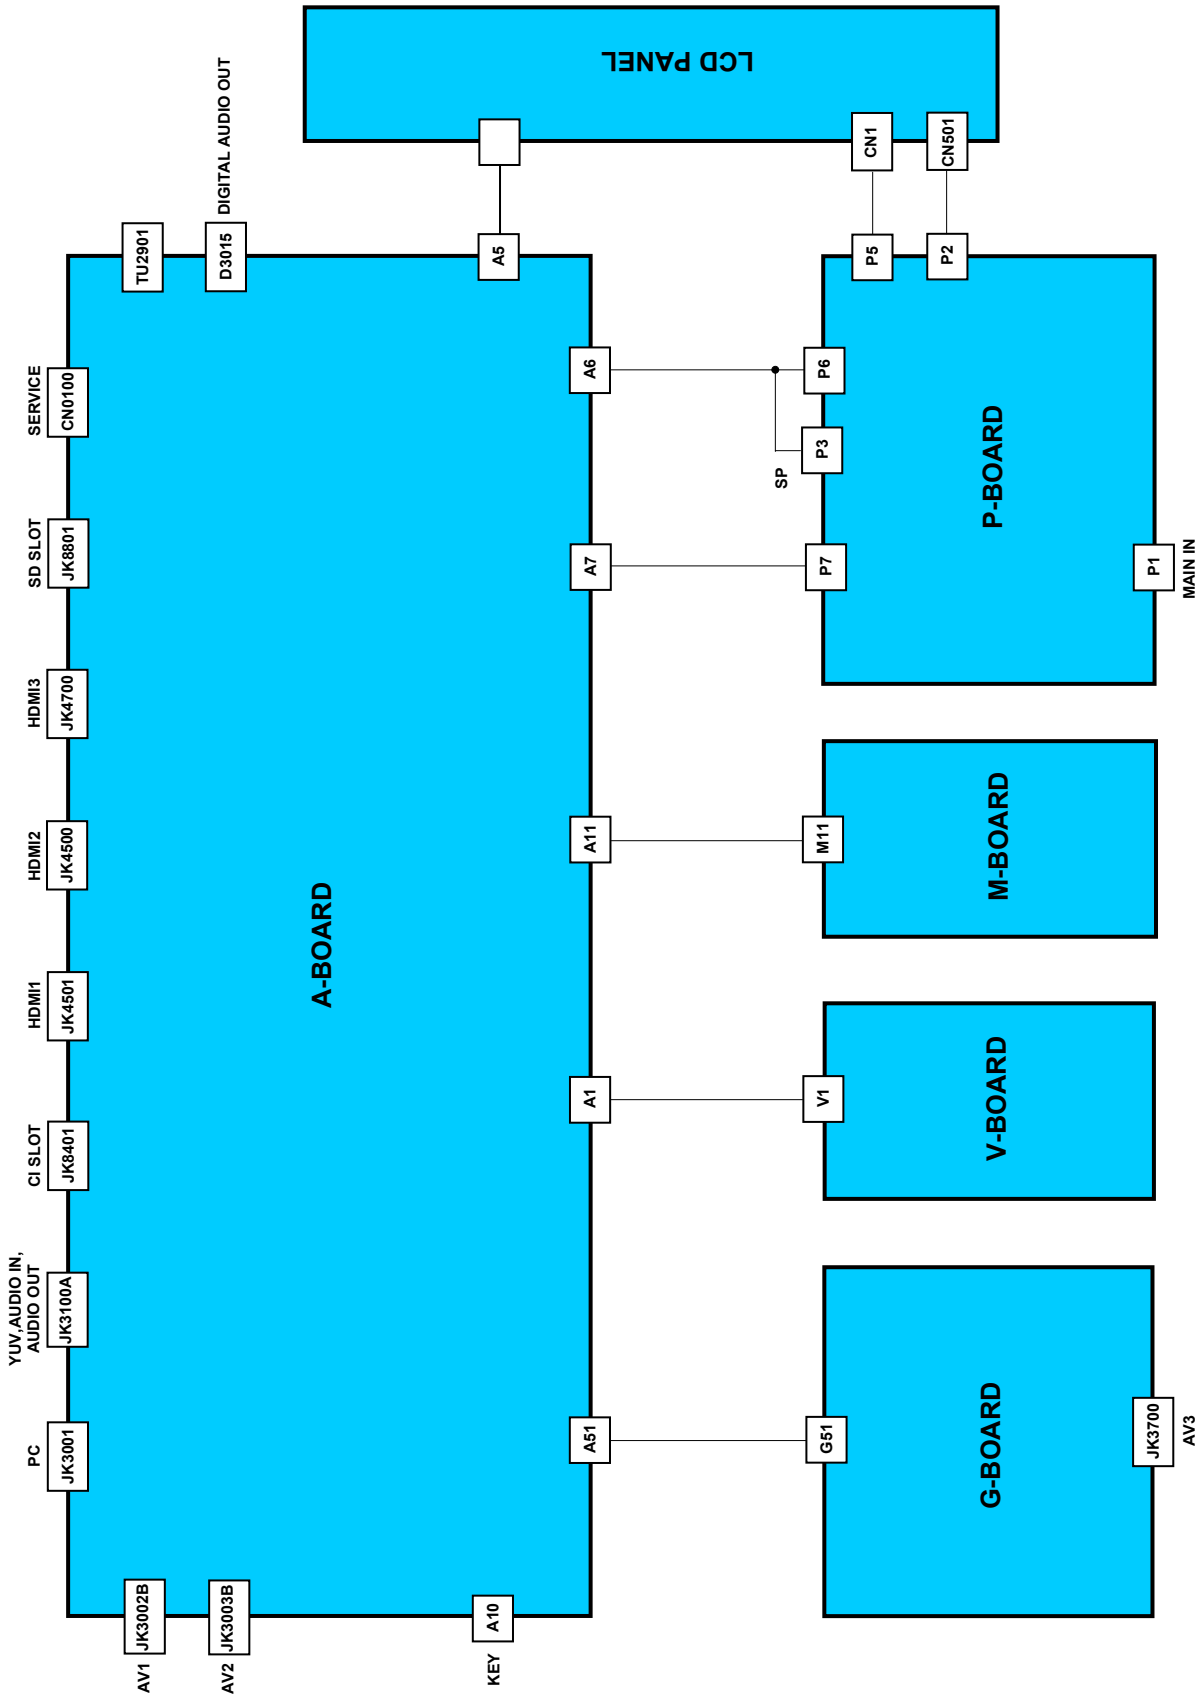 AV1
JK3002B
AV2
JK3003B
KEY
A10
PC
JK3001
YUV,AUDIO IN,
AUDIO OUT
JK3100A
CI SLOT
JK8401
HDMI1
JK4501
HDMI2
JK4500
HDMI3
JK4700
SD SLOT
JK8801
SERVICE
CN0100
TU2901
D3015
DIGITAL AUDIO OUT
A5
A-BOARD
A51
A1
A11
A7
A6
LCD PANEL
CN1
CN501
G51
G-BOARD
JK3700
AV3
V1
V-BOARD
M11
M-BOARD
P7
SP
P3
P6
P5
P2
P-BOARD
P1
MAIN IN